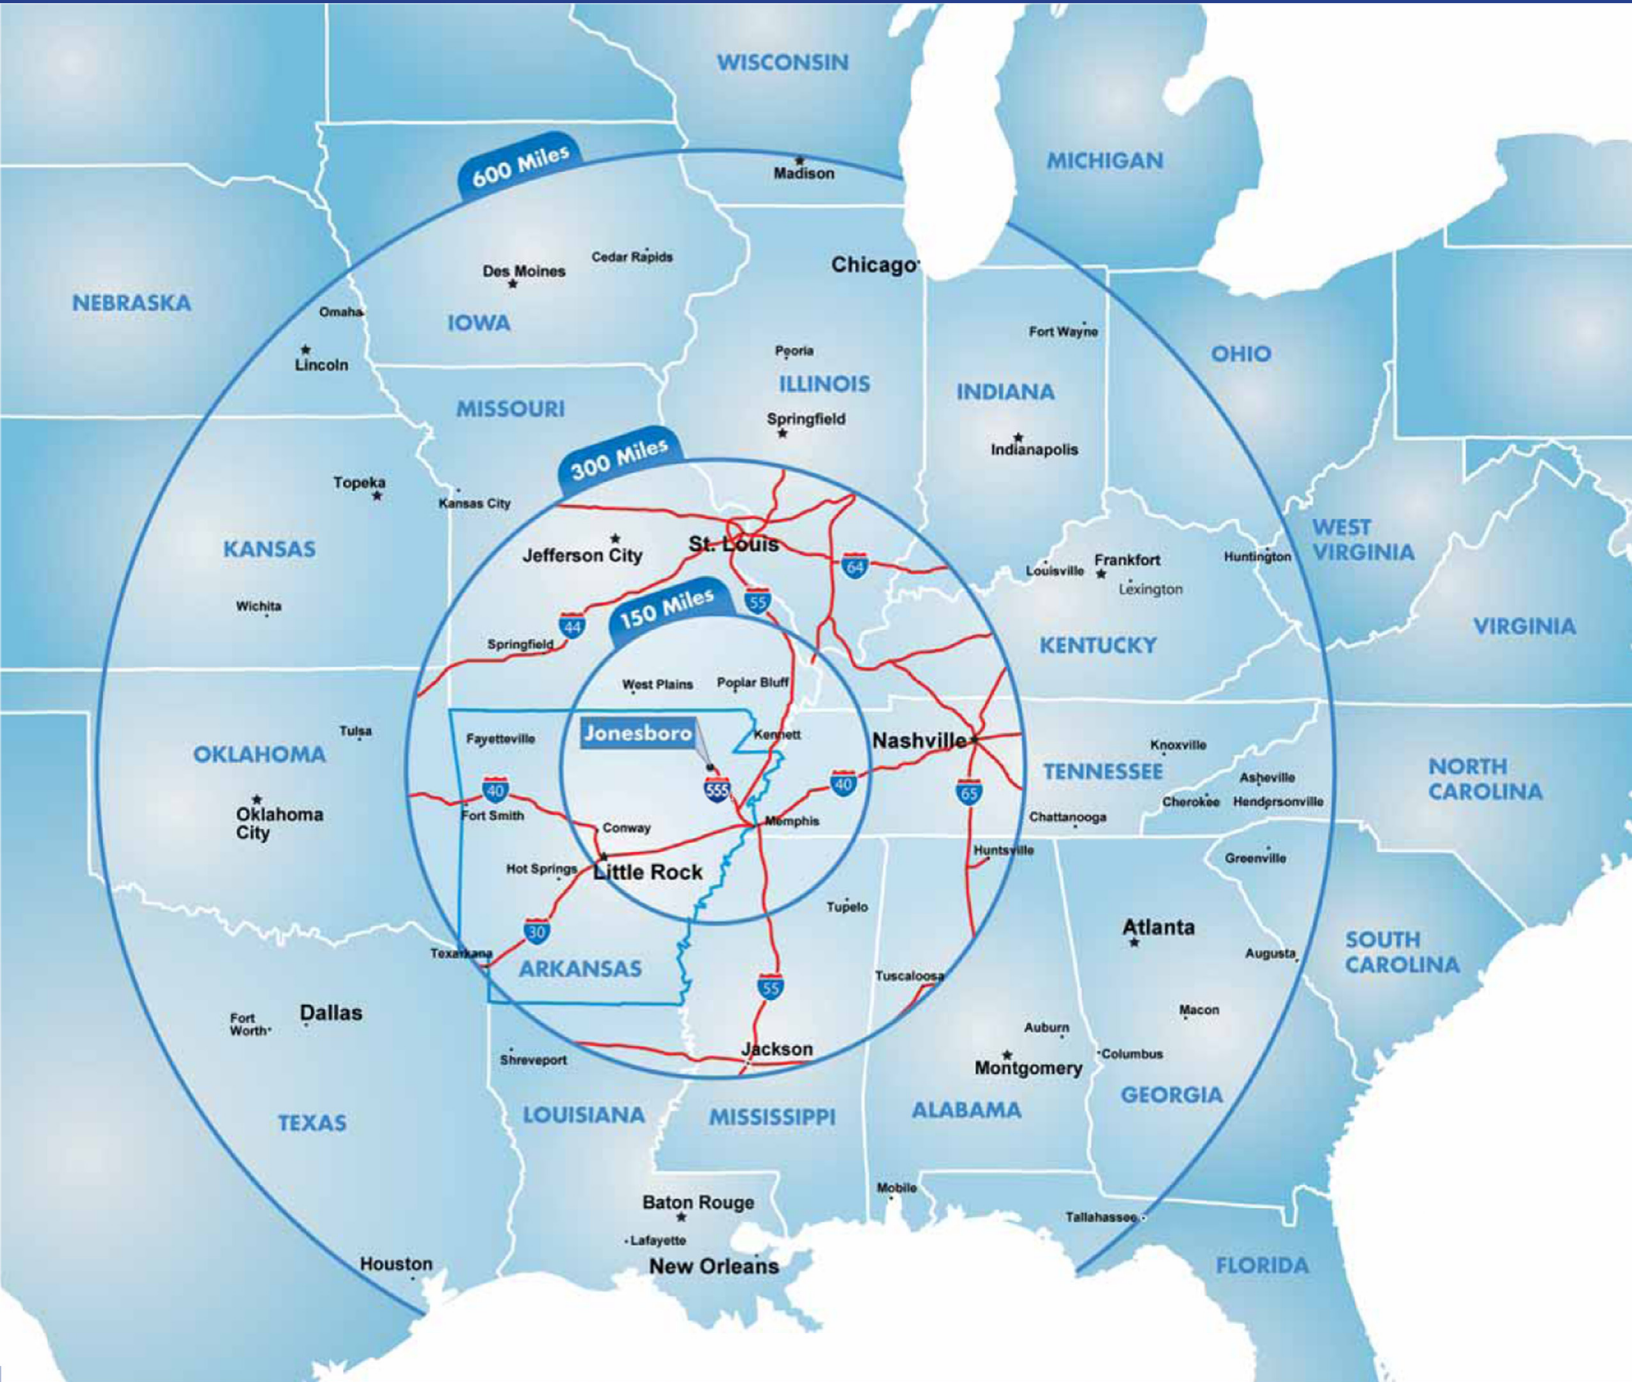 WISCONSIN
MICHIGAN
600 Miles
Madison
Chicago
Cedar Rapids
Des Moines
IOWA
NEBRASKA
Omaha
Lincoln
Fort Wayne
Peoria
ILLINOIS
INDIANA
OHIO
MISSOURI
Springfield
Indianapolis
300 Miles
Topeka
Kansas City
KANSAS
Jefferson City
St. Louis
64
WEST
VIRGINIA
Huntington
Frankfort
Louisville
Lexington
Wichita
150 Miles
55
44
Springfield
KENTUCKY
VIRGINIA
West Plains
Poplar Bluff
Jonesboro
Kennett
Fayetteville
Tulsa
OKLAHOMA
Nashville
Knoxville
TENNESSEE
Asheville
Cherokee
Hendersonville
NORTH
CAROLINA
40
555
40
65
Oklahoma
City
Fort Smith
Conway
Memphis
Chattanooga
Huntsville
Greenville
Hot Springs
Little Rock
Tupelo
30
Atlanta
SOUTH
CAROLINA
Texarkana
ARKANSAS
Augusta
Tuscaloosa
55
Dallas
Fort
Worth
Macon
Auburn
Jackson
Shreveport
Columbus
Montgomery
GEORGIA
TEXAS
LOUISIANA
MISSISSIPPI
ALABAMA
Mobile
Baton Rouge
Tallahassee
Lafayette
New Orleans
Houston
FLORIDA